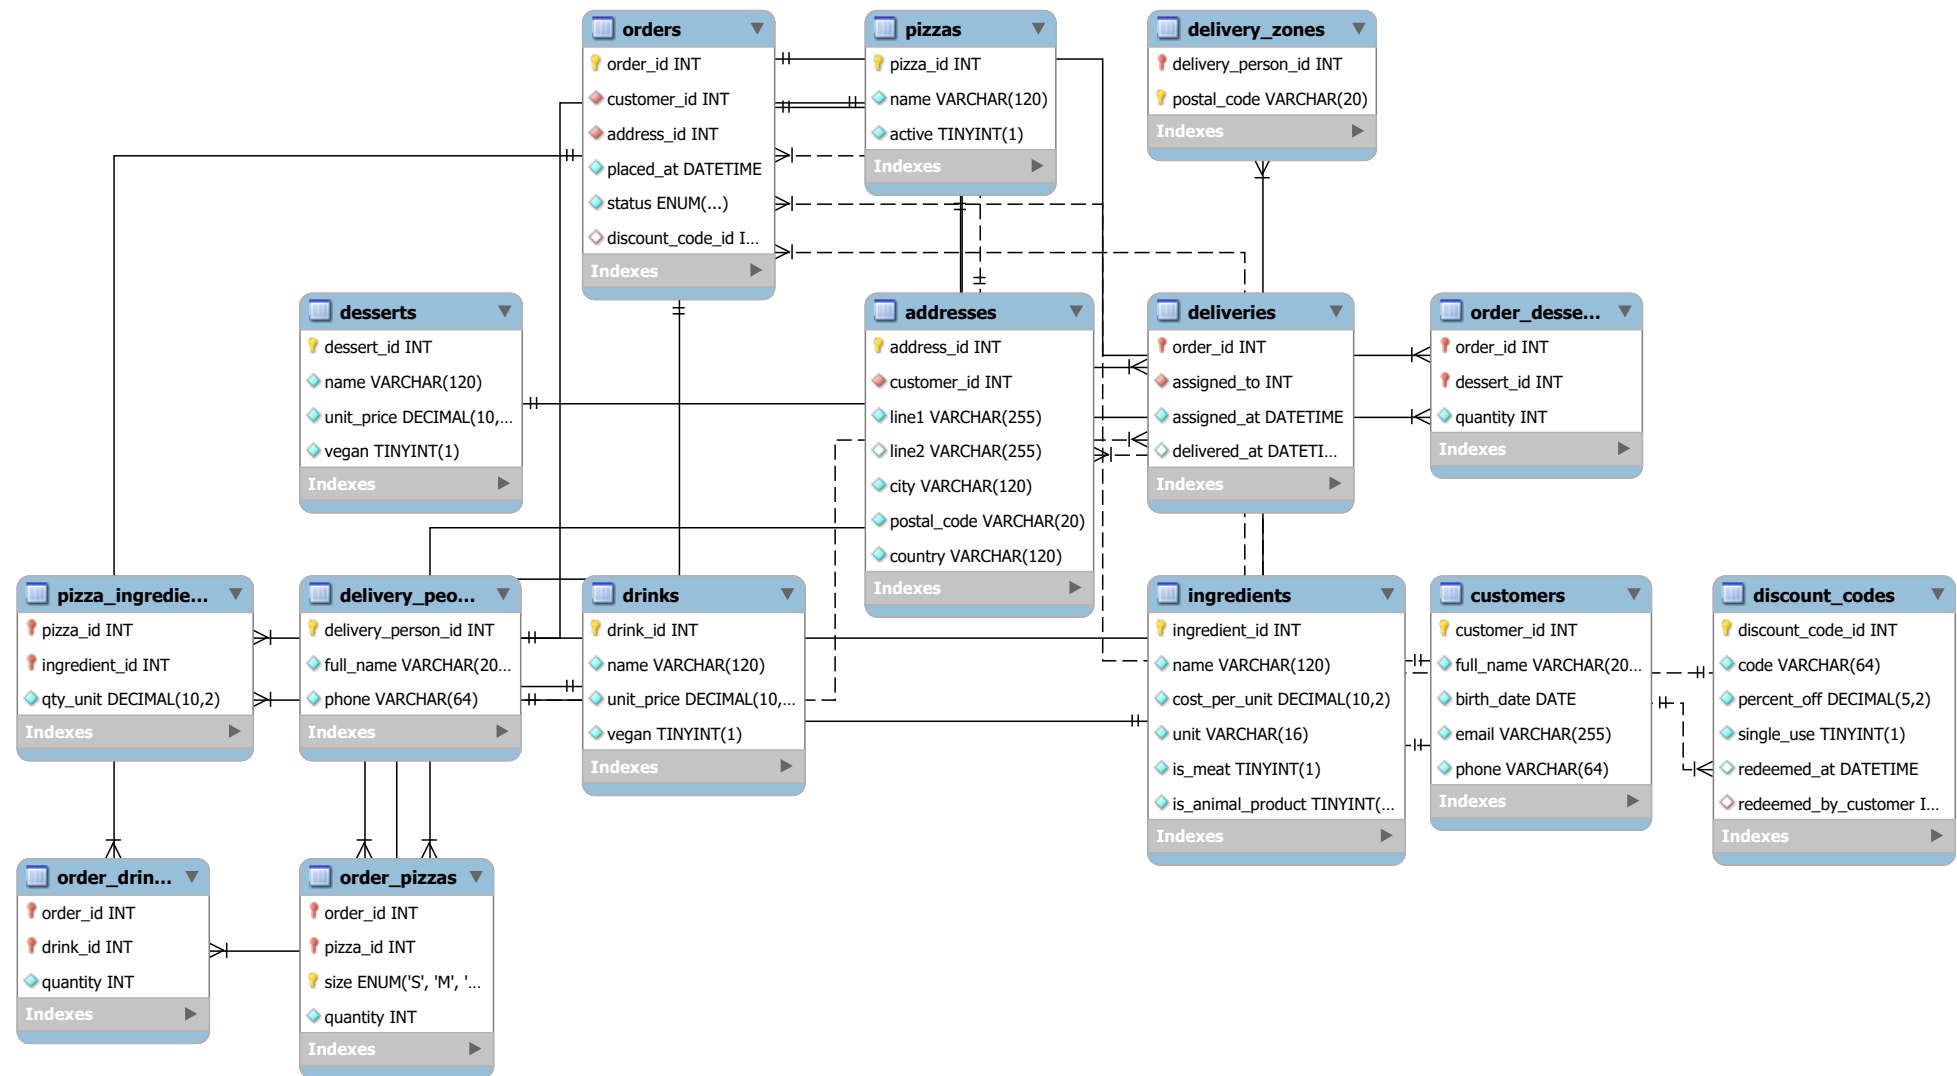 orders
order_id INT
customer_id INT
address_id INT
placed_at DATETIME
status ENUM(...)
discount_code_id I...
Indexes
pizzas
pizza_id INT
name VARCHAR(120)
active TINYINT(1)
Indexes
delivery_zones
delivery_person_id INT
postal_code VARCHAR(20)
Indexes
desserts
dessert_id INT
name VARCHAR(120)
unit_price DECIMAL(10,...
vegan TINYINT(1)
Indexes
addresses
address_id INT
customer_id INT
line1 VARCHAR(255)
line2 VARCHAR(255)
city VARCHAR(120)
postal_code VARCHAR(20)
country VARCHAR(120)
Indexes
deliveries
order_id INT
assigned_to INT
assigned_at DATETIME
delivered_at DATETI...
Indexes
order_desse...
order_id INT
dessert_id INT
quantity INT
Indexes
pizza_ingredie...
pizza_id INT
ingredient_id INT
qty_unit DECIMAL(10,2)
Indexes
delivery_peo...
delivery_person_id INT
full_name VARCHAR(20...
phone VARCHAR(64)
Indexes
drinks
drink_id INT
name VARCHAR(120)
unit_price DECIMAL(10,...
vegan TINYINT(1)
Indexes
ingredients
ingredient_id INT
name VARCHAR(120)
cost_per_unit DECIMAL(10,2)
unit VARCHAR(16)
is_meat TINYINT(1)
is_animal_product TINYINT(...
Indexes
customers
customer_id INT
full_name VARCHAR(20...
birth_date DATE
email VARCHAR(255)
phone VARCHAR(64)
Indexes
discount_codes
discount_code_id INT
code VARCHAR(64)
percent_off DECIMAL(5,2)
single_use TINYINT(1)
redeemed_at DATETIME
redeemed_by_customer I...
Indexes
order_drin...
order_id INT
drink_id INT
quantity INT
Indexes
order_pizzas
order_id INT
pizza_id INT
size ENUM('S', 'M', '...
quantity INT
Indexes